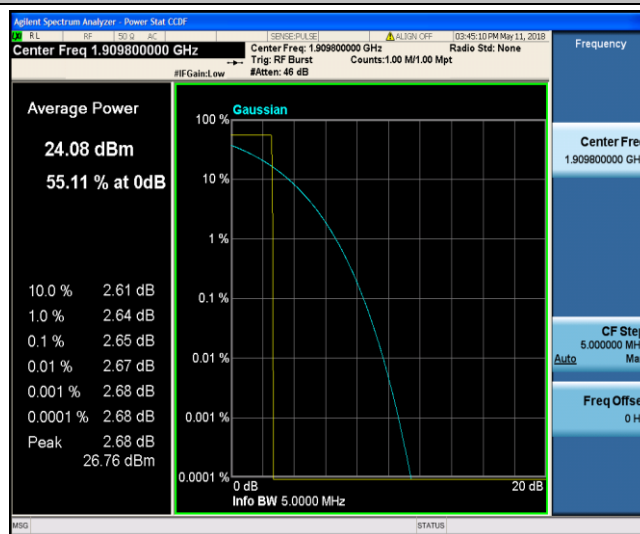 Agilent Spectrum Analyzer - Power Stat CCDF
RL RF 50 Ω AC SENSE:PULSE ALIGN OFF 03:45:10 PM May 11, 2018
Center Freq 1.909800000 GHz
Center Freq: 1.909800000 GHz Radio Std: None
Trig: RF Burst Counts:1.00 M/1.00 Mpt
#IFGain:Low #Atten: 46 dB
Frequency
Average Power
24.08 dBm
55.11 % at 0dB
10.0 % 2.61 dB
1.0 % 2.64 dB
0.1 % 2.65 dB
0.01 % 2.67 dB
0.001 % 2.68 dB
0.0001 % 2.68 dB
Peak 2.68 dB
26.76 dBm
Gaussian
100 %
10 %
1 %
0.1 %
0.01 %
0.001 %
0.0001 %
0 dB 20 dB
Info BW 5.0000 MHz
Center Fre
1.909800000 GH
CF Step
5.000000 MH
Auto Ma
Freq Offse
0 H
MSG STATUS